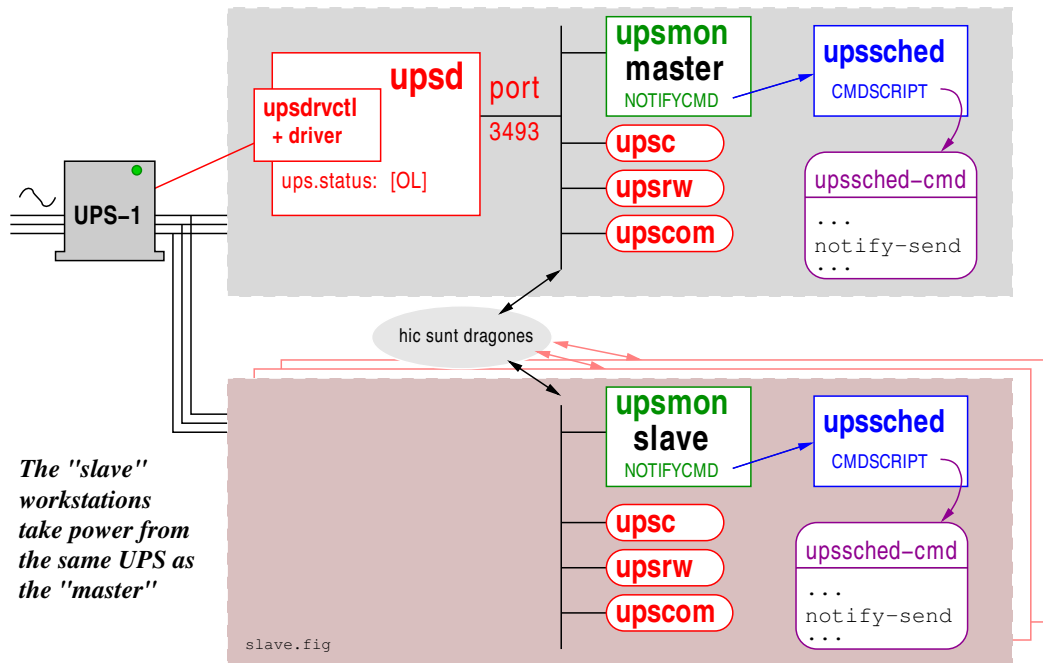 upsd
upsdrvctl
+ driver
ups.status: [OL]
port
3493
upsmon
master
NOTIFYCMD
upssched
CMDSCRIPT
upsc
upsrw
upscom
upssched-cmd
...
notify-send
...
UPS-1
hic sunt dragones
upsmon
slave
NOTIFYCMD
upssched
CMDSCRIPT
upsc
upsrw
upscom
upssched-cmd
...
notify-send
...
The "slave"
workstations
take power from
the same UPS as
the "master"
slave.fig